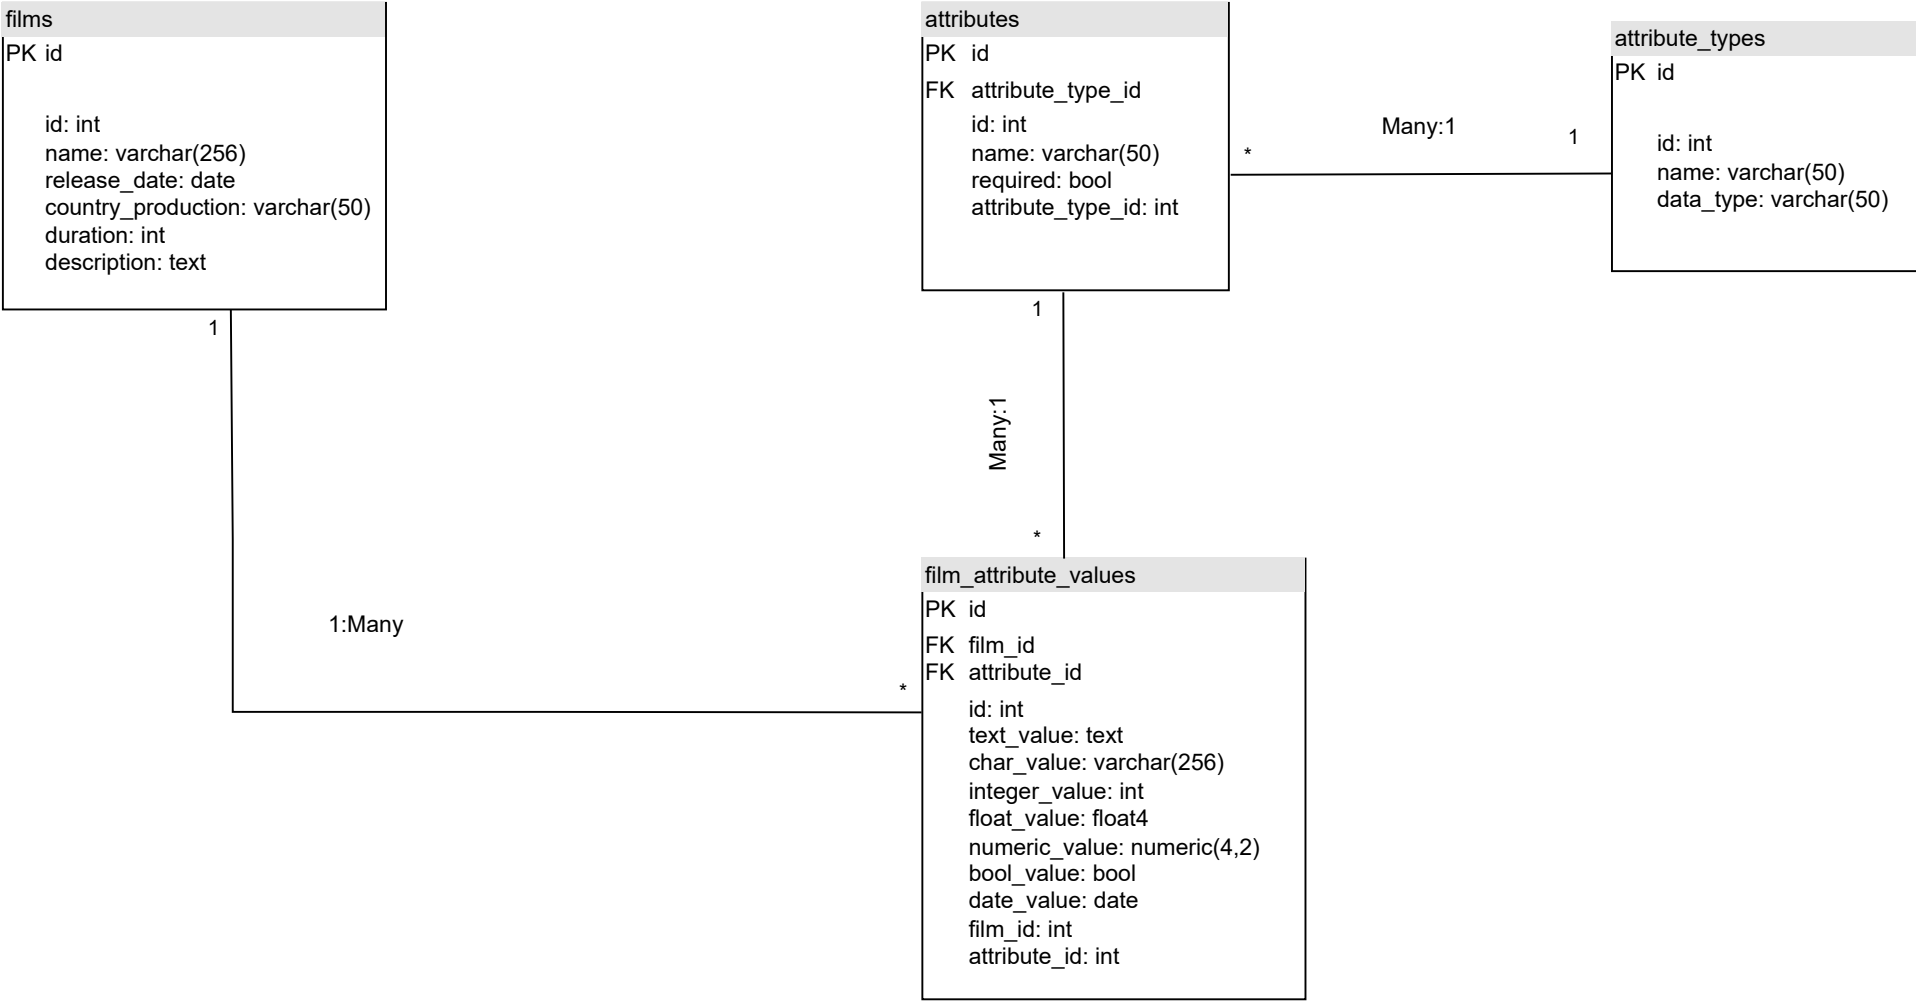 films
PK id
id: int
name: varchar(256)
release_date: date
country_production: varchar(50)
duration: int
description: text
1
attributes
PK id
FK attribute_type_id
id: int
name: varchar(50)
required: bool
attribute_type_id: int
*
Many:1
1
attribute_types
PK id
id: int
name: varchar(50)
data_type: varchar(50)
1
Many:1
*
1:Many
*
film_attribute_values
PK id
FK film_id
FK attribute_id
id: int
text_value: text
char_value: varchar(256)
integer_value: int
float_value: float4
numeric_value: numeric(4,2)
bool_value: bool
date_value: date
film_id: int
attribute_id: int